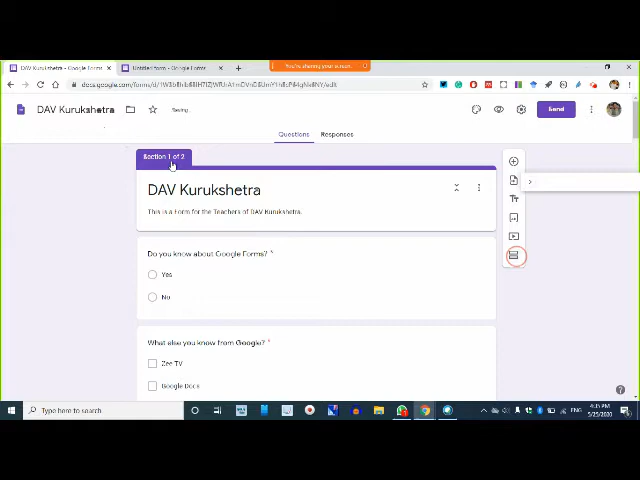 DAV Kurukshetra - Google Forms
Untitled form - Google Forms
You're sharing your screen.
DAV Kurukshetra
Saving...
Send
Questions
Responses
Section 1 of 2
DAV Kurukshetra
This is a Form for the Teachers of DAV Kurukshetra.
Do you know about Google Forms? *
Yes
No
What else you know from Google? *
Zee TV
Google Docs
Type here to search
ENG
4:35 PM
5/25/2020